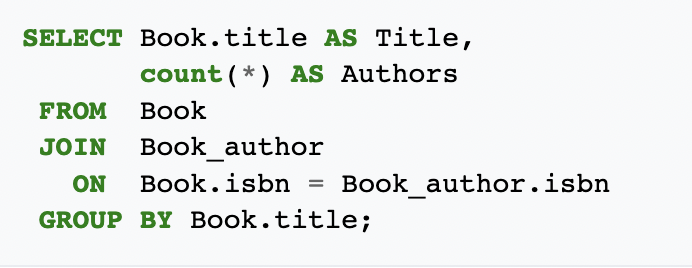 SELECT Book.title AS Title,
       count(*) AS Authors
 FROM  Book
 JOIN  Book_author
   ON  Book.isbn = Book_author.isbn
 GROUP BY Book.title;